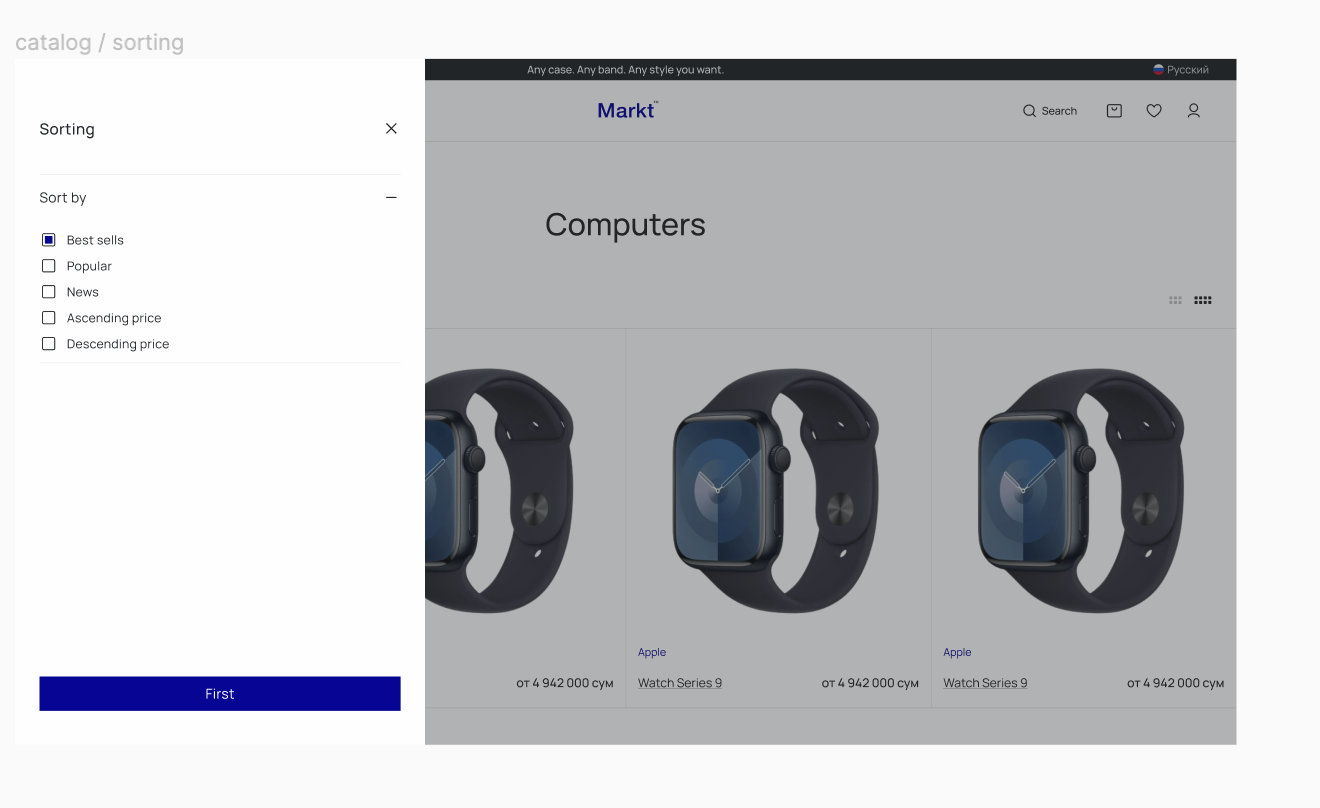 catalog / sorting
Any case. Any band. Any style you want.
Русский
Sorting
Markt™
Search
Sort by
Computers
Best sells
Popular
News
Ascending price
Descending price
Apple
Apple
от 4 942 000 сум
Watch Series 9
от 4 942 000 сум
Watch Series 9
от 4 942 000 сум
First